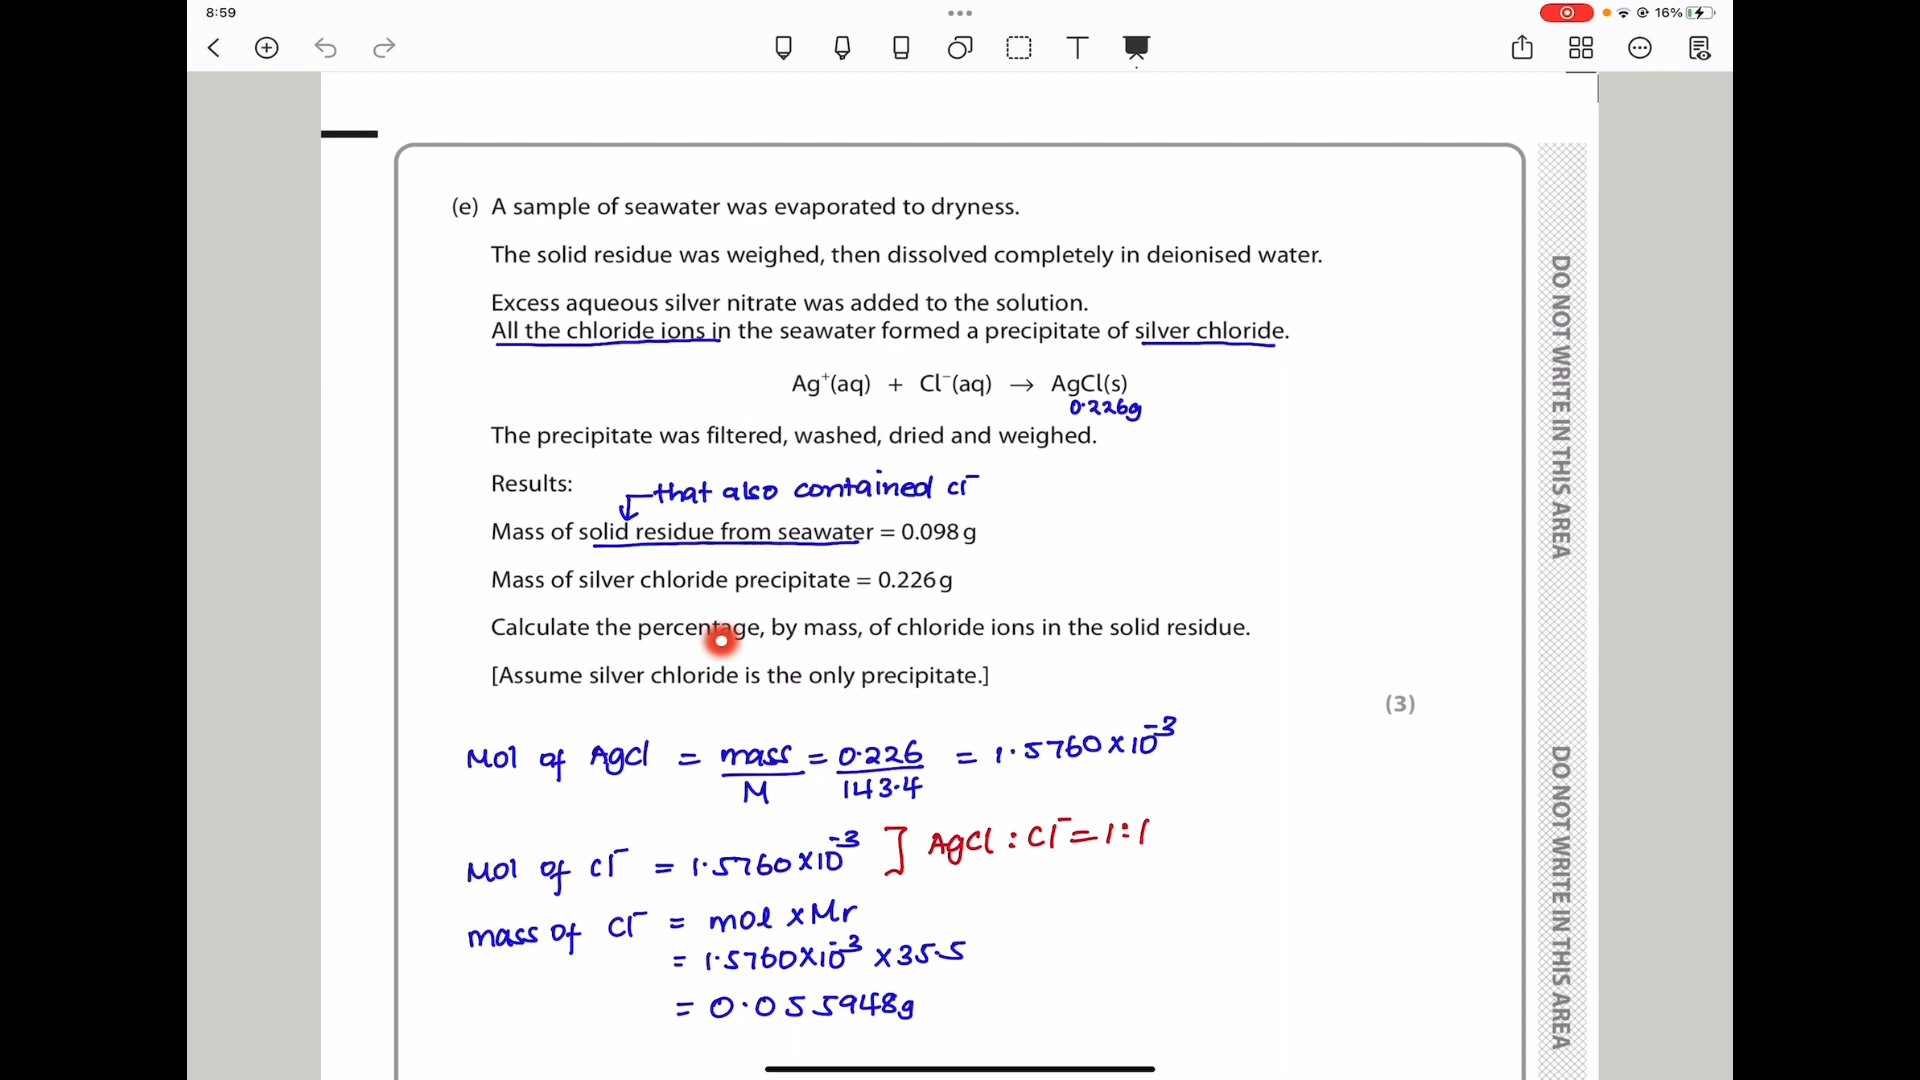 8:59
16%
(e) A sample of seawater was evaporated to dryness.
The solid residue was weighed, then dissolved completely in deionised water.
Excess aqueous silver nitrate was added to the solution.
All the chloride ions in the seawater formed a precipitate of silver chloride.
Ag⁺(aq) + Cl⁻(aq) → AgCl(s)
0.226g
The precipitate was filtered, washed, dried and weighed.
Results:
that also contained Cl⁻
Mass of solid residue from seawater = 0.098 g
Mass of silver chloride precipitate = 0.226 g
Calculate the percentage, by mass, of chloride ions in the solid residue.
[Assume silver chloride is the only precipitate.]
(3)
Mol of AgCl = mass/M = 0.226/143.4 = 1.5760×10⁻³
Mol of Cl⁻ = 1.5760×10⁻³ ] AgCl : Cl⁻ = 1:1
mass of Cl⁻ = mol × Mr
= 1.5760×10⁻³ × 35.5
= 0.055948g
DO NOT WRITE IN THIS AREA
DO NOT WRITE IN THIS AREA